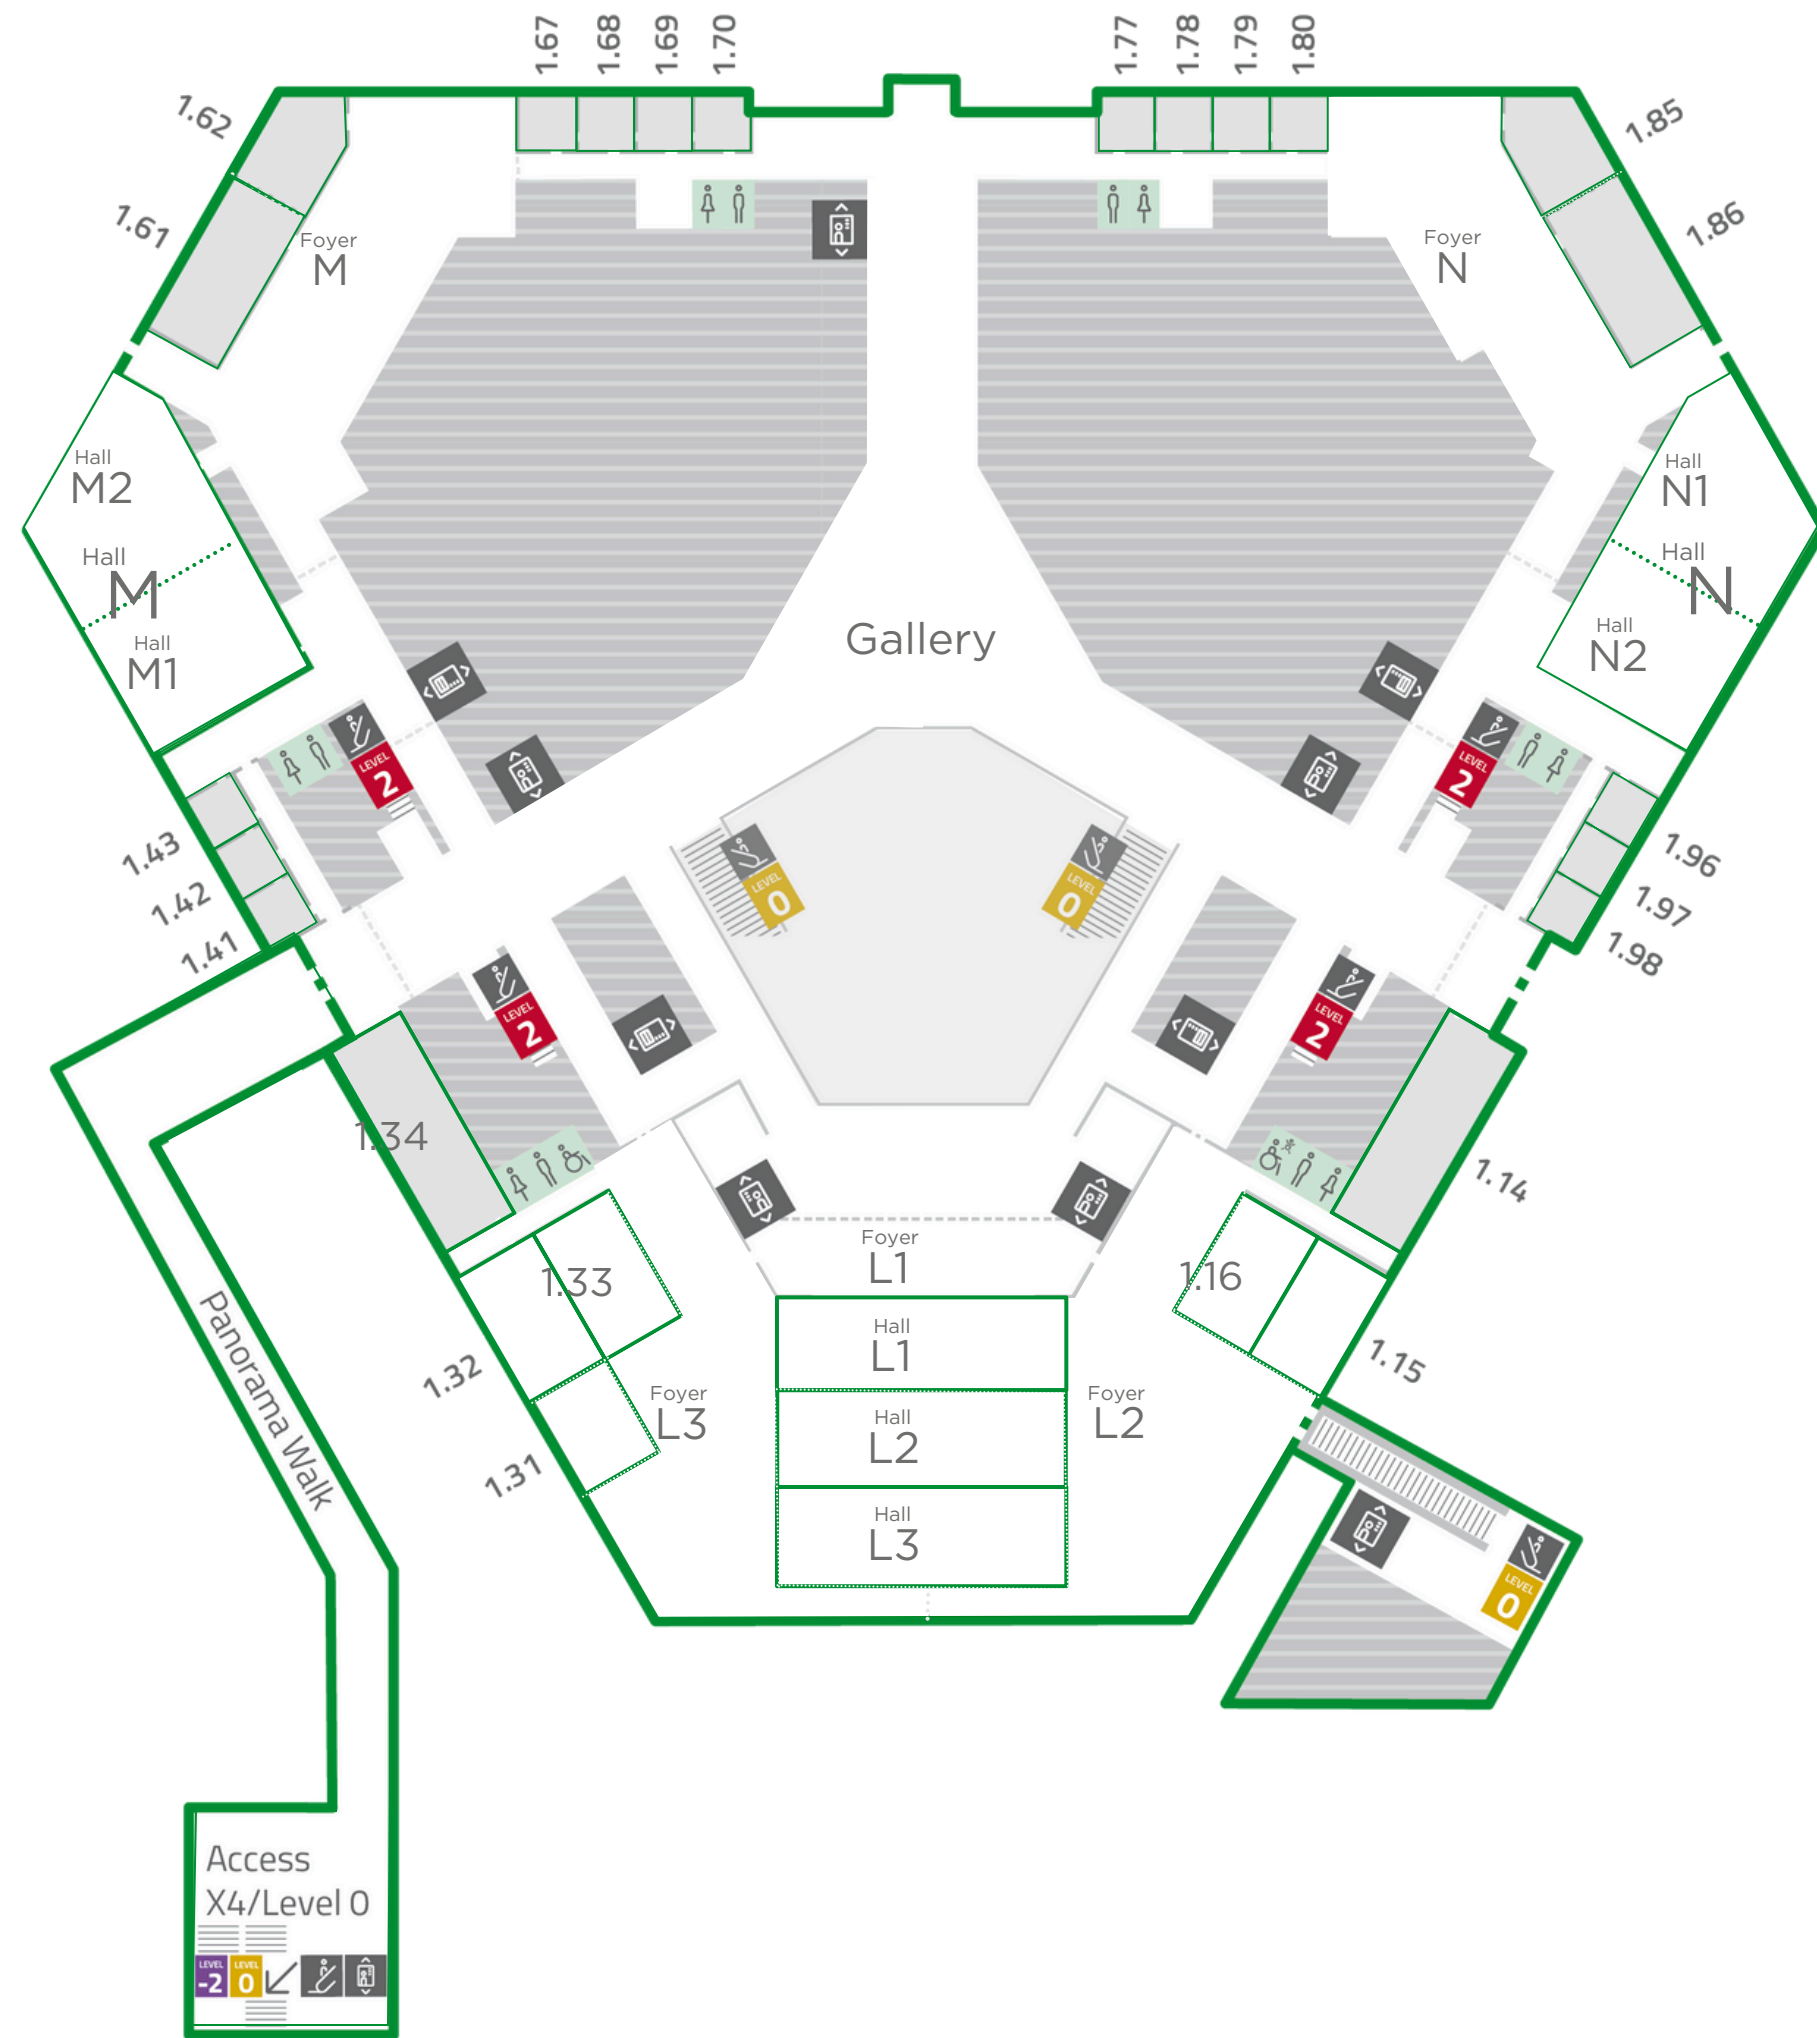 1.67
1.68
1.69
1.70
1.77
1.78
1.79
1.80
1.62
1.61
1.85
1.86
Foyer
M
Foyer
N
Hall
M2
Hall
M
Hall
M1
Hall
N1
Hall
N
Hall
N2
Gallery
LEVEL
2
LEVEL
2
LEVEL
0
LEVEL
0
1.43
1.42
1.41
1.96
1.97
1.98
LEVEL
2
LEVEL
2
1.34
1.14
Foyer
L1
1.33
1.16
Hall
L1
1.32
1.15
Foyer
L3
Hall
L2
Foyer
L2
1.31
Hall
L3
Panorama Walk
LEVEL
0
Access
X4/Level 0
LEVEL
-2
LEVEL
0